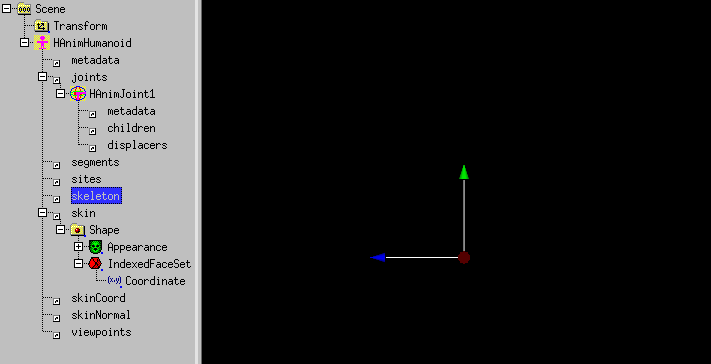 Scene
Transform
HAnimHumanoid
metadata
joints
HAnimJoint1
metadata
children
displacers
segments
sites
skeleton
skin
Shape
Appearance
IndexedFaceSet
(x,y) Coordinate
skinCoord
skinNormal
viewpoints